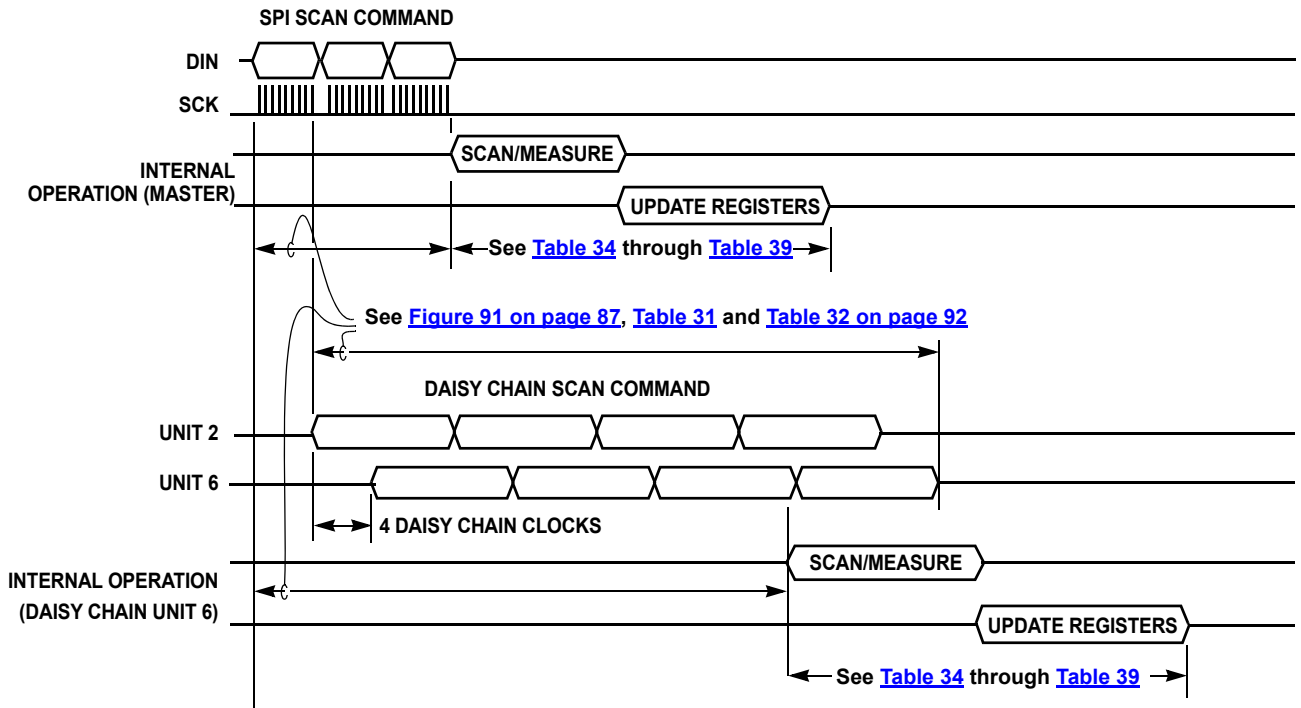 SPI SCAN COMMAND
DIN
SCK
SCAN/MEASURE
INTERNAL
OPERATION (MASTER)
UPDATE REGISTERS
See Table 34 through Table 39
See Figure 91 on page 87, Table 31 and Table 32 on page 92
DAISY CHAIN SCAN COMMAND
UNIT 2
UNIT 6
4 DAISY CHAIN CLOCKS
SCAN/MEASURE
INTERNAL OPERATION
(DAISY CHAIN UNIT 6)
UPDATE REGISTERS
See Table 34 through Table 39